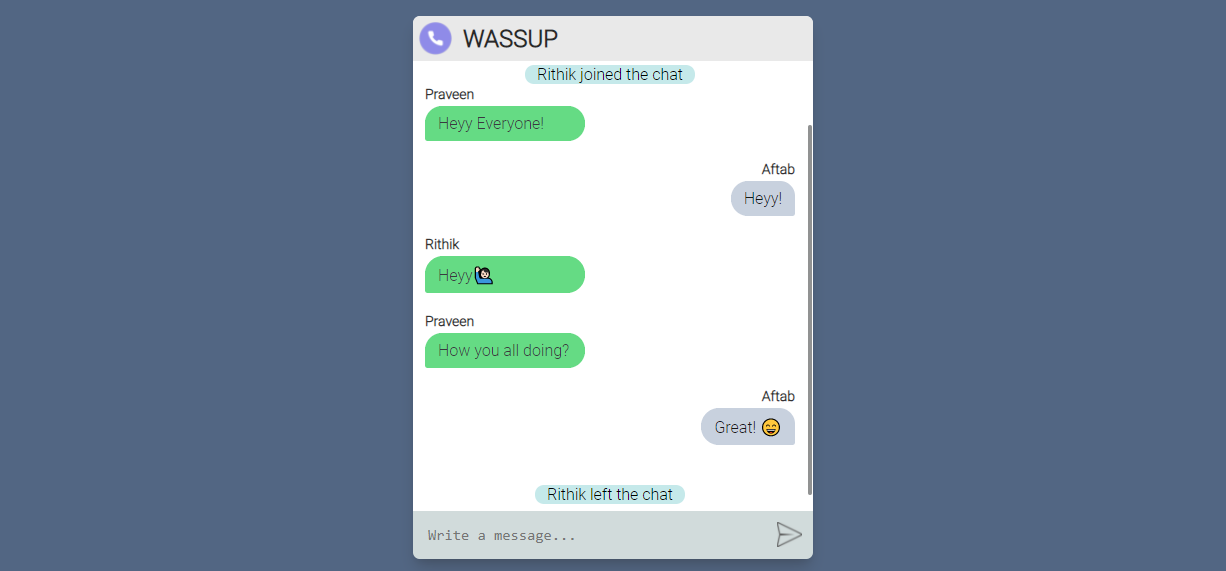 WASSUP
Rithik joined the chat
Praveen
Heyy Everyone!
Aftab
Heyy!
Rithik
Heyy🙋🏻‍♀️
Praveen
How you all doing?
Aftab
Great! 😄
Rithik left the chat
Write a message...